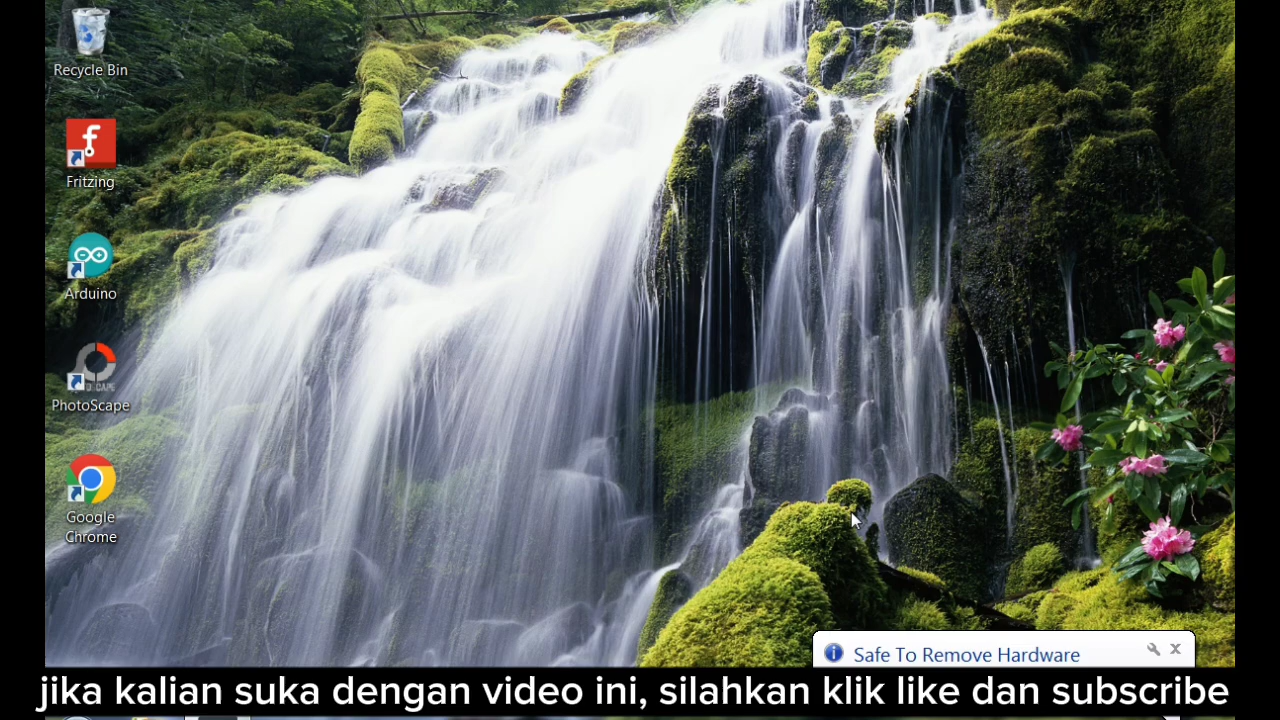 Recycle Bin
Fritzing
Arduino
PhotoScape
Google
Chrome
Safe To Remove Hardware
jika kalian suka dengan video ini, silahkan klik like dan subscribe